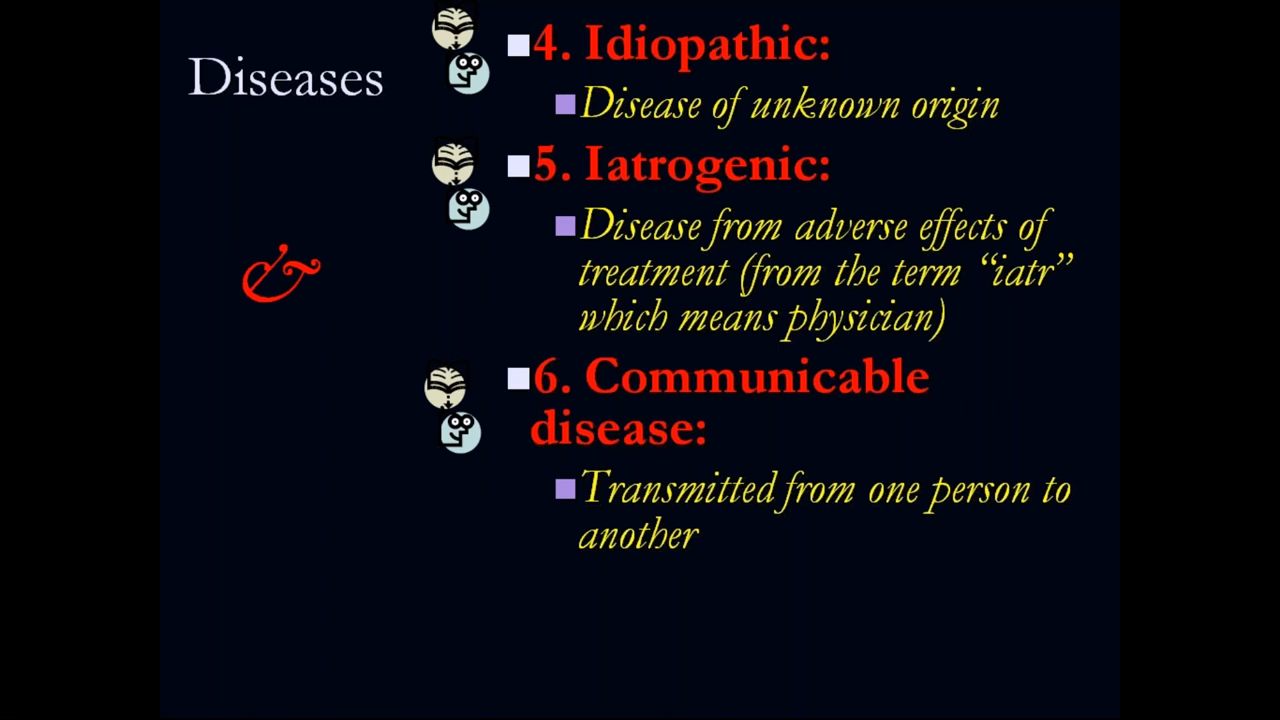 Diseases
&
4. Idiopathic:
Disease of unknown origin
5. Iatrogenic:
Disease from adverse effects of
treatment (from the term “iatr”
which means physician)
6. Communicable
disease:
Transmitted from one person to
another